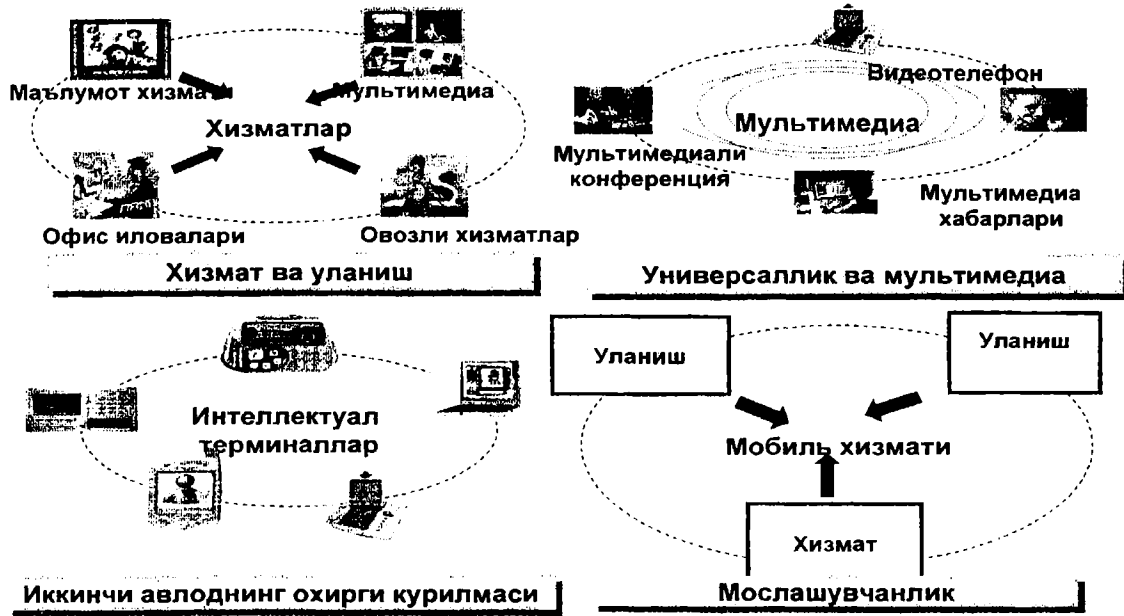 Маълумот хизмати
Мультимедиа
Хизматлар
Офис иловалари
Овозли хизматлар
Хизмат ва уланиш
Видеотелефон
Мультимедиа
Мультимедиали
конференция
Мультимедиа
хабарлари
Универсаллик ва мультимедиа
Интеллектуал
терминаллар
Иккинчи авлоднинг охирги курилмаси
Уланиш
Уланиш
Мобиль хизмати
Хизмат
Мослашувчанлик